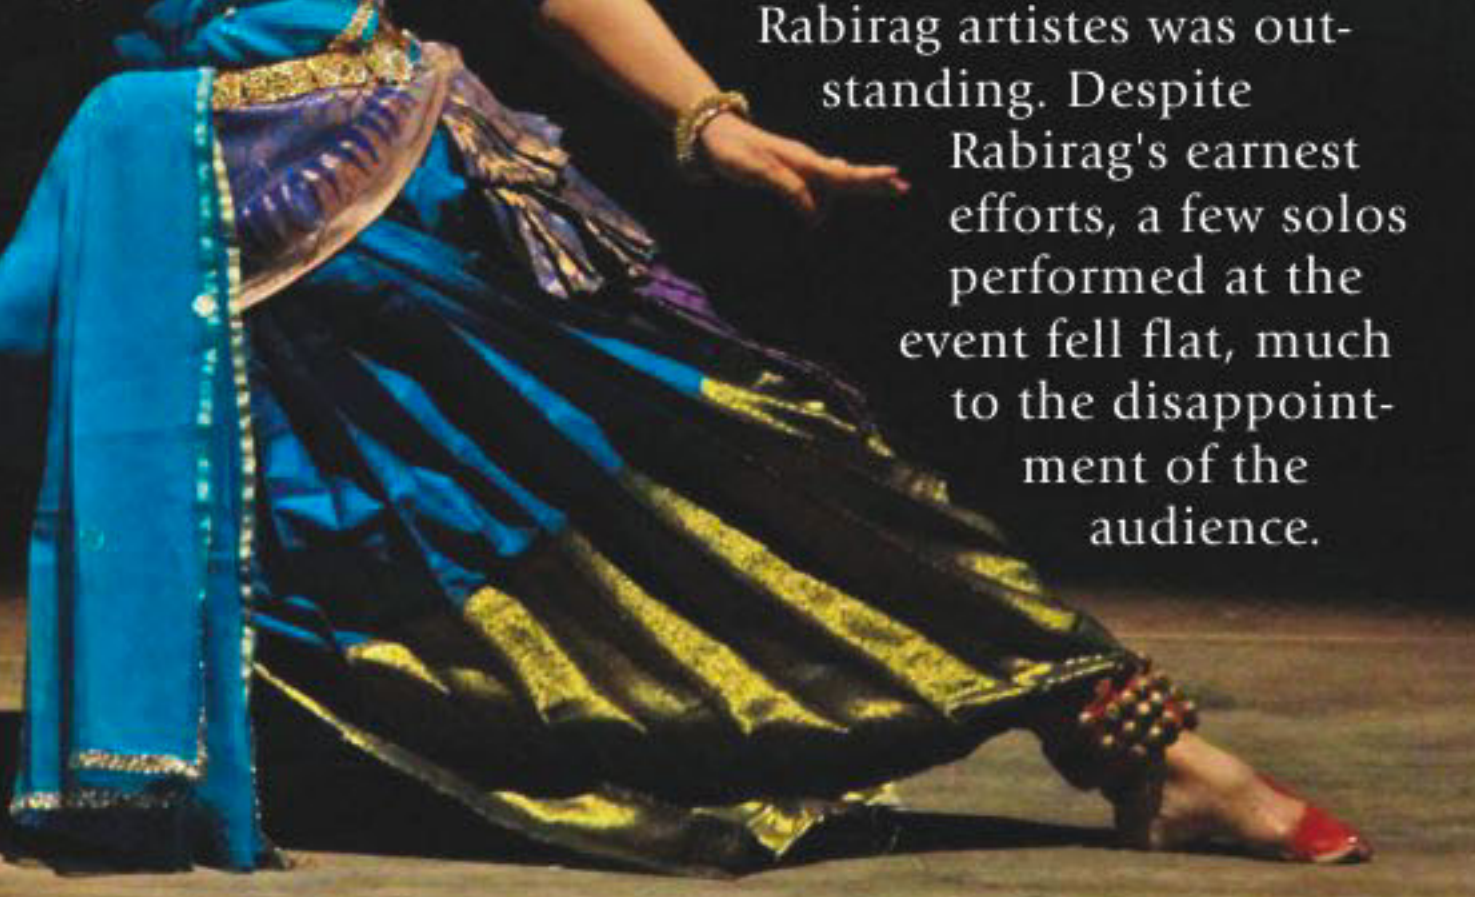 Rabirag artistes was out-
standing. Despite
Rabirag's earnest
efforts, a few solos
performed at the
event fell flat, much
to the disappoint-
ment of the
audience.